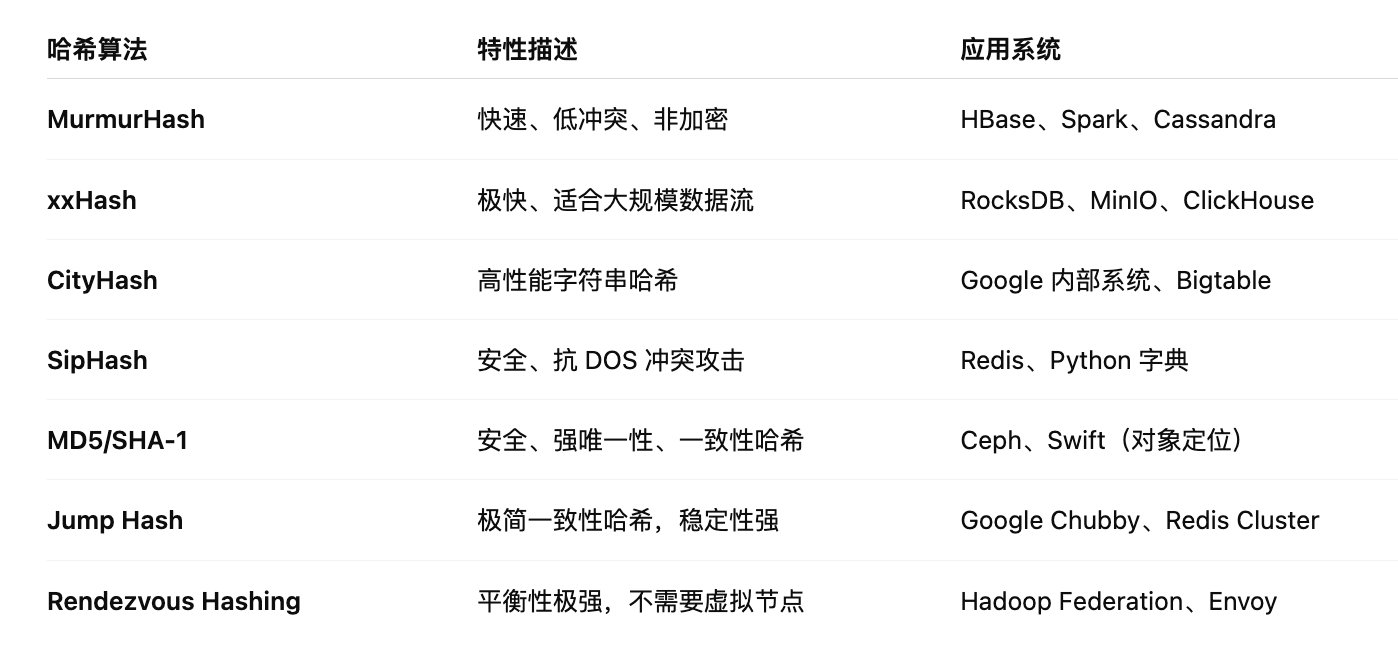 哈希算法 特性描述 应用系统
MurmurHash 快速、低冲突、非加密 HBase、Spark、Cassandra
xxHash 极快、适合大规模数据流 RocksDB、MinIO、ClickHouse
CityHash 高性能字符串哈希 Google 内部系统、Bigtable
SipHash 安全、抗 DOS 冲突攻击 Redis、Python 字典
MD5/SHA-1 安全、强唯一性、一致性哈希 Ceph、Swift（对象定位）
Jump Hash 极简一致性哈希，稳定性强 Google Chubby、Redis Cluster
Rendezvous Hashing 平衡性极强，不需要虚拟节点 Hadoop Federation、Envoy